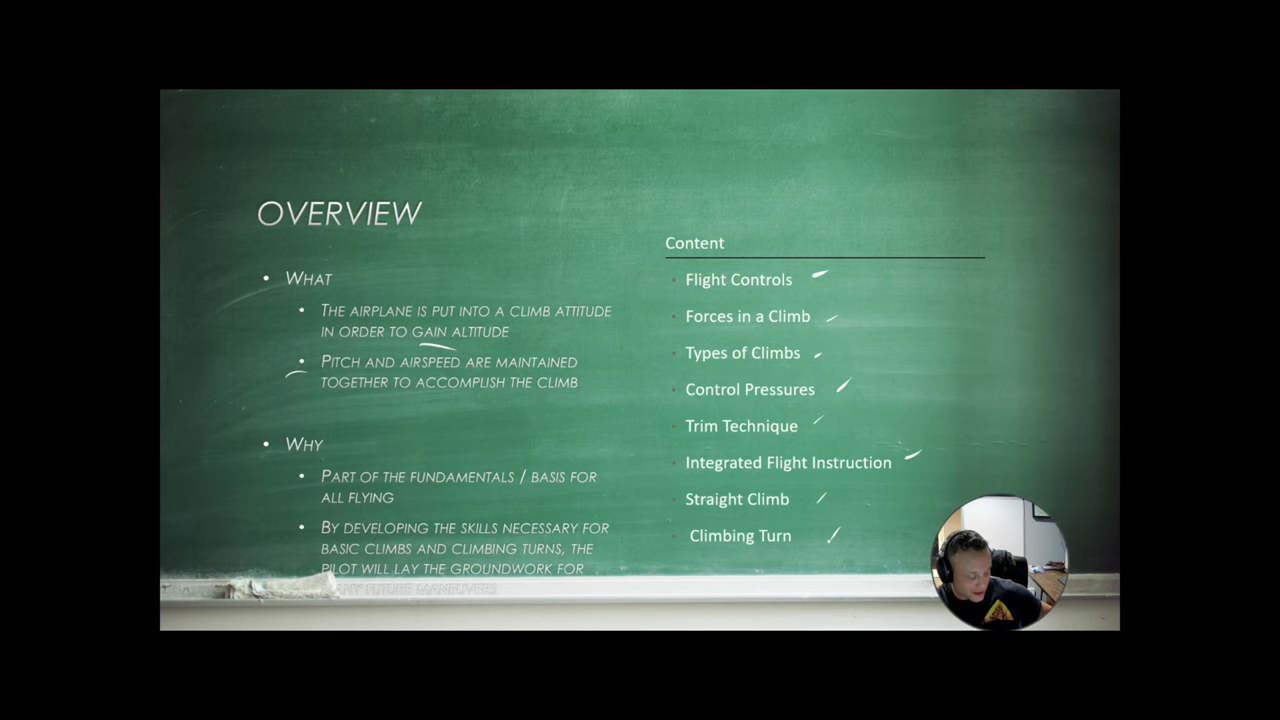 OVERVIEW
• WHAT
• THE AIRPLANE IS PUT INTO A CLIMB ATTITUDE
IN ORDER TO GAIN ALTITUDE
• PITCH AND AIRSPEED ARE MAINTAINED
TOGETHER TO ACCOMPLISH THE CLIMB
• WHY
• PART OF THE FUNDAMENTALS / BASIS FOR
ALL FLYING
• BY DEVELOPING THE SKILLS NECESSARY FOR
BASIC CLIMBS AND CLIMBING TURNS, THE
PILOT WILL LAY THE GROUNDWORK FOR
MANY FUTURE MANEUVERS
Content
• Flight Controls
• Forces in a Climb
• Types of Climbs
• Control Pressures
• Trim Technique
• Integrated Flight Instruction
• Straight Climb
• Climbing Turn